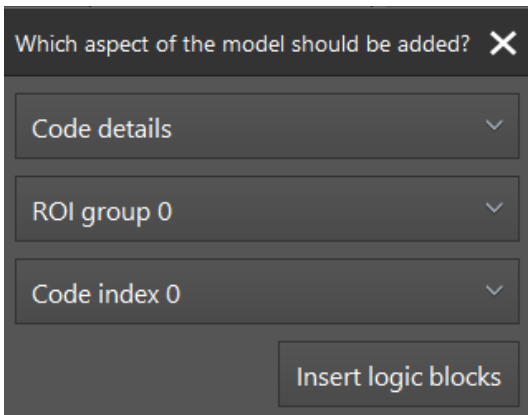 Which aspect of the model should be added?
Code details
ROI group 0
Code index 0
Insert logic blocks